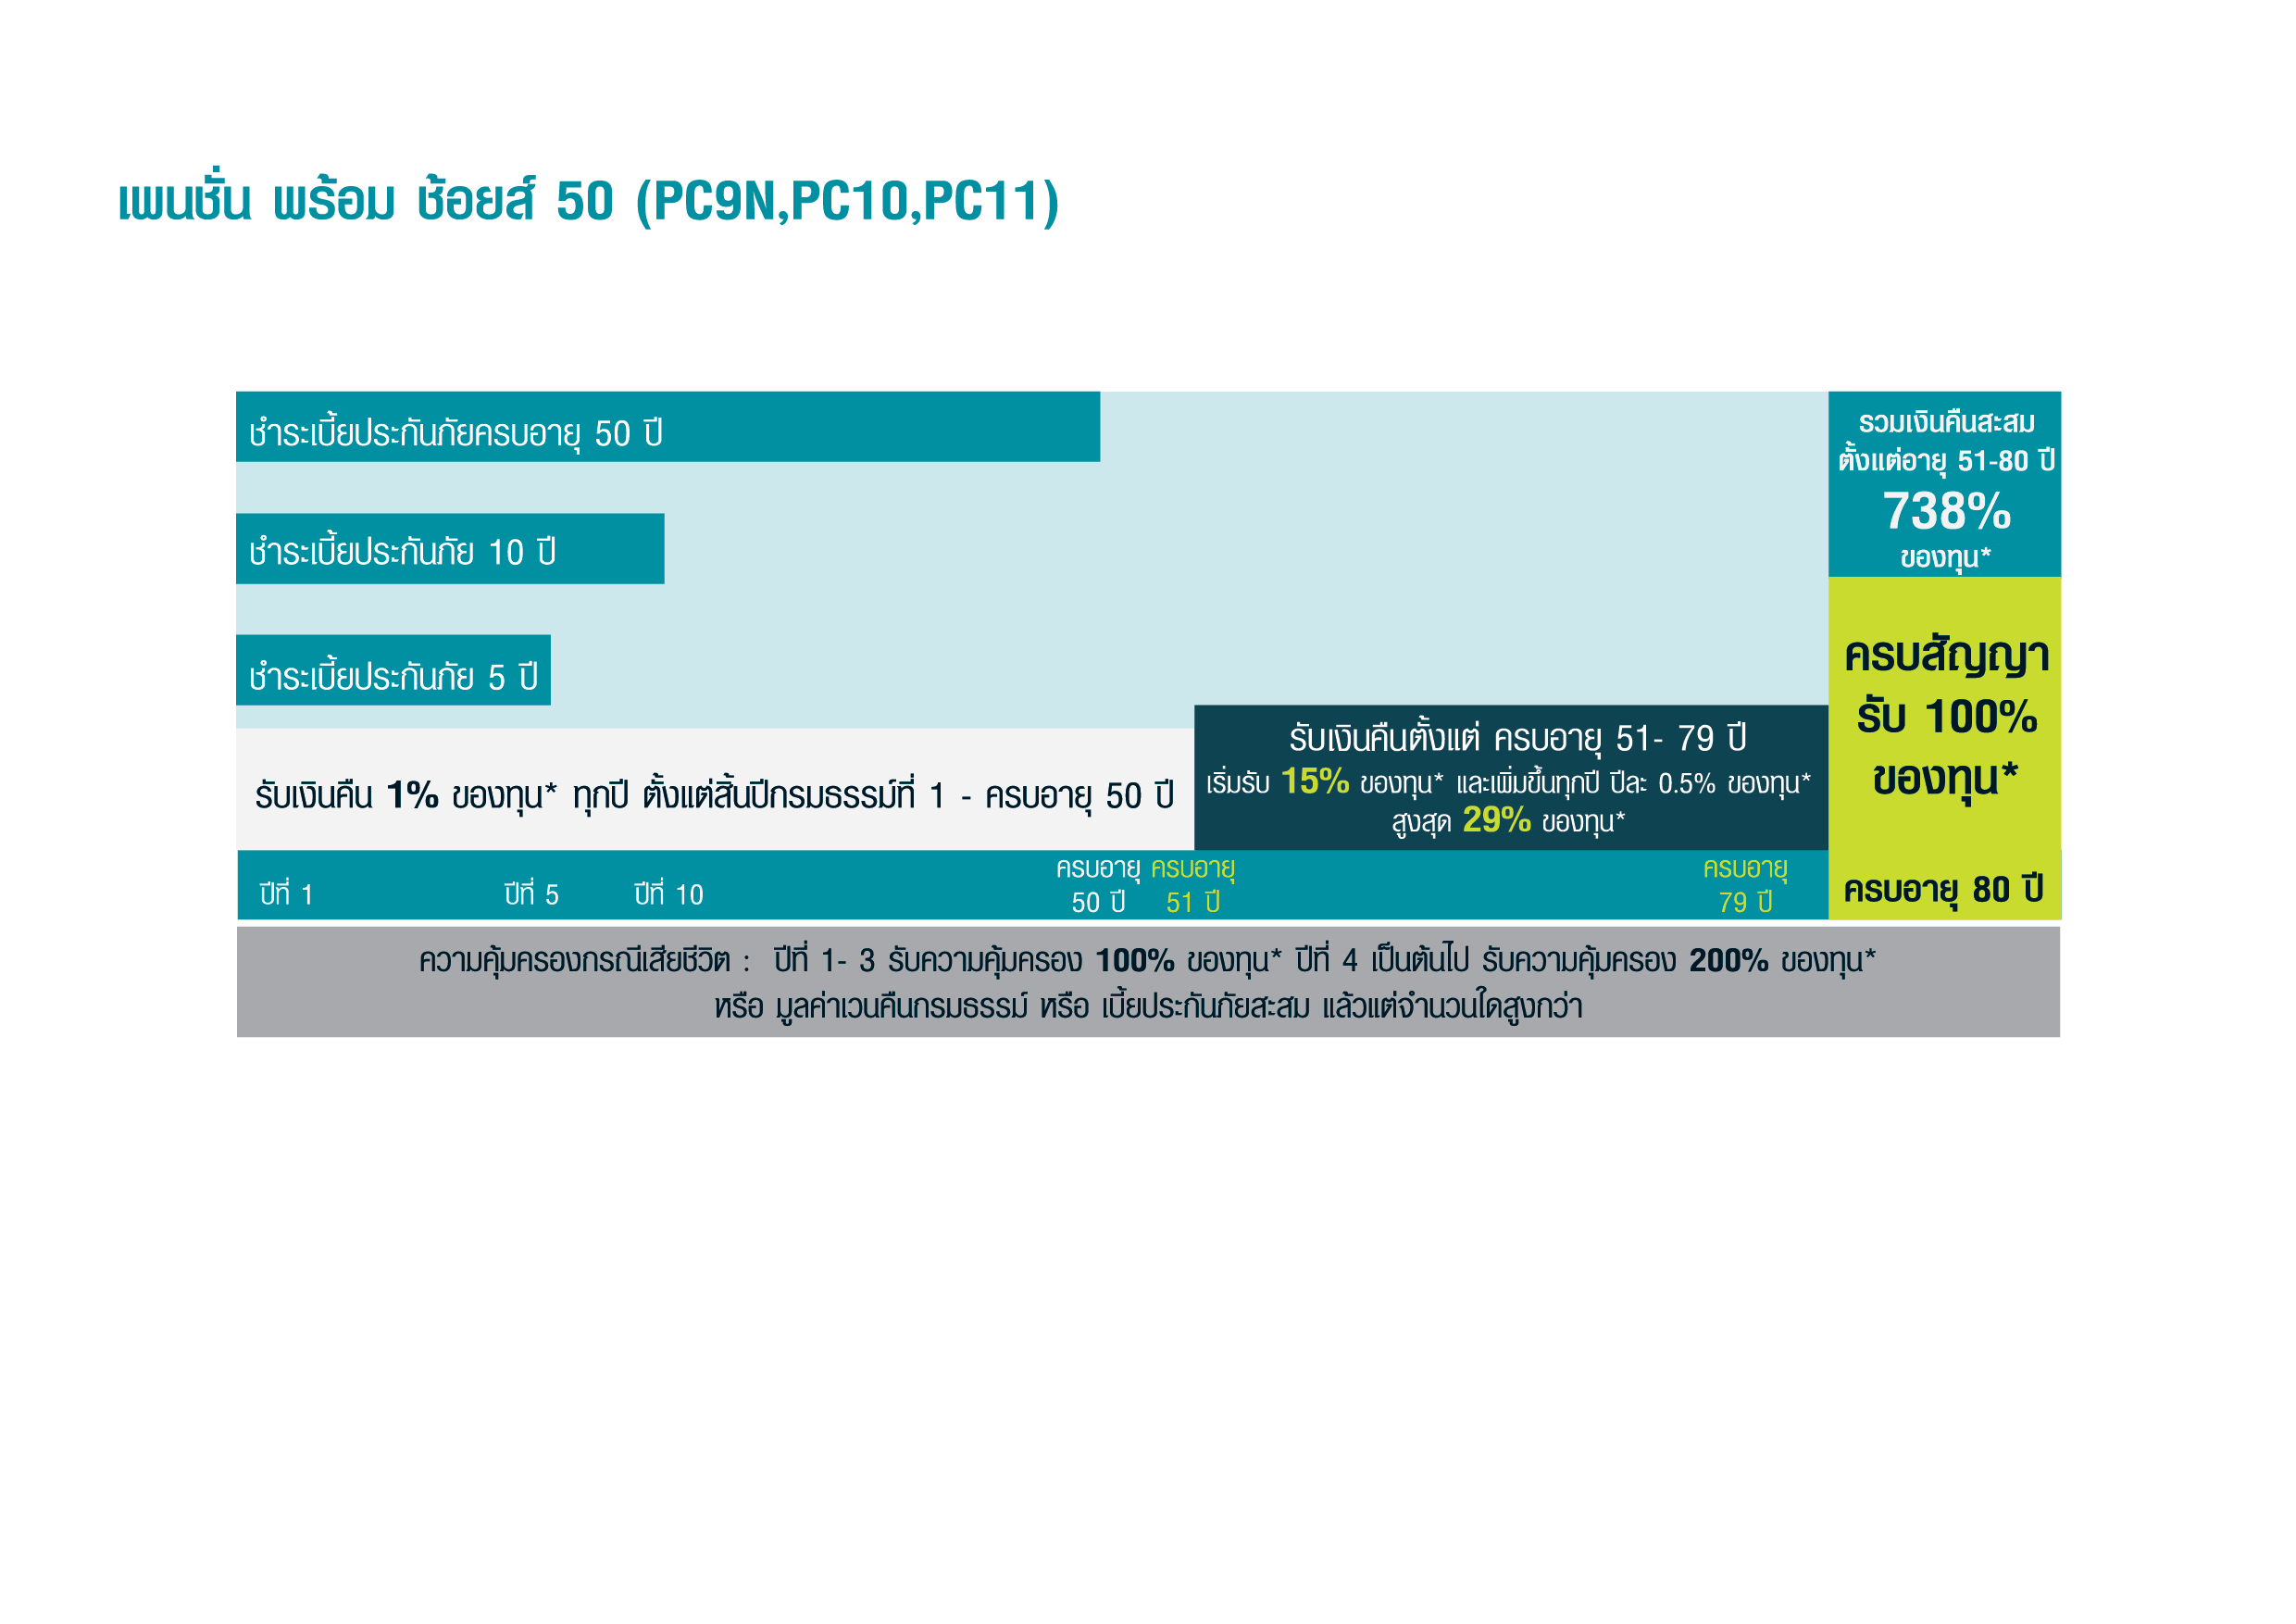 เพนชั่น พร้อม ช้อยส์ 50 (PC9N,PC10,PC11)
ชำระเบี้ยประกันภัยครบอายุ 50 ปี
ชำระเบี้ยประกันภัย 10 ปี
ชำระเบี้ยประกันภัย 5 ปี
รวมเงินคืนสะสม
ตั้งแต่อายุ 51-80 ปี
738%
ของทุน*
ครบสัญญา
รับ 100%
ของทุน*
รับเงินคืน 1% ของทุน* ทุกปี ตั้งแต่สิ้นปีกรมธรรม์ที่ 1 - ครบอายุ 50 ปี
รับเงินคืนตั้งแต่ ครบอายุ 51- 79 ปี
เริ่มรับ 15% ของทุน* และเพิ่มขึ้นทุกปี ปีละ 0.5% ของทุน*
สูงสุด 29% ของทุน*
ปีที่ 1
ปีที่ 5
ปีที่ 10
ครบอายุ
50 ปี
ครบอายุ
51 ปี
ครบอายุ
79 ปี
ครบอายุ 80 ปี
ความคุ้มครองกรณีเสียชีวิต : ปีที่ 1- 3 รับความคุ้มครอง 100% ของทุน* ปีที่ 4 เป็นต้นไป รับความคุ้มครอง 200% ของทุน*
หรือ มูลค่าเวนคืนกรมธรรม์ หรือ เบี้ยประกันภัยสะสม แล้วแต่จำนวนใดสูงกว่า